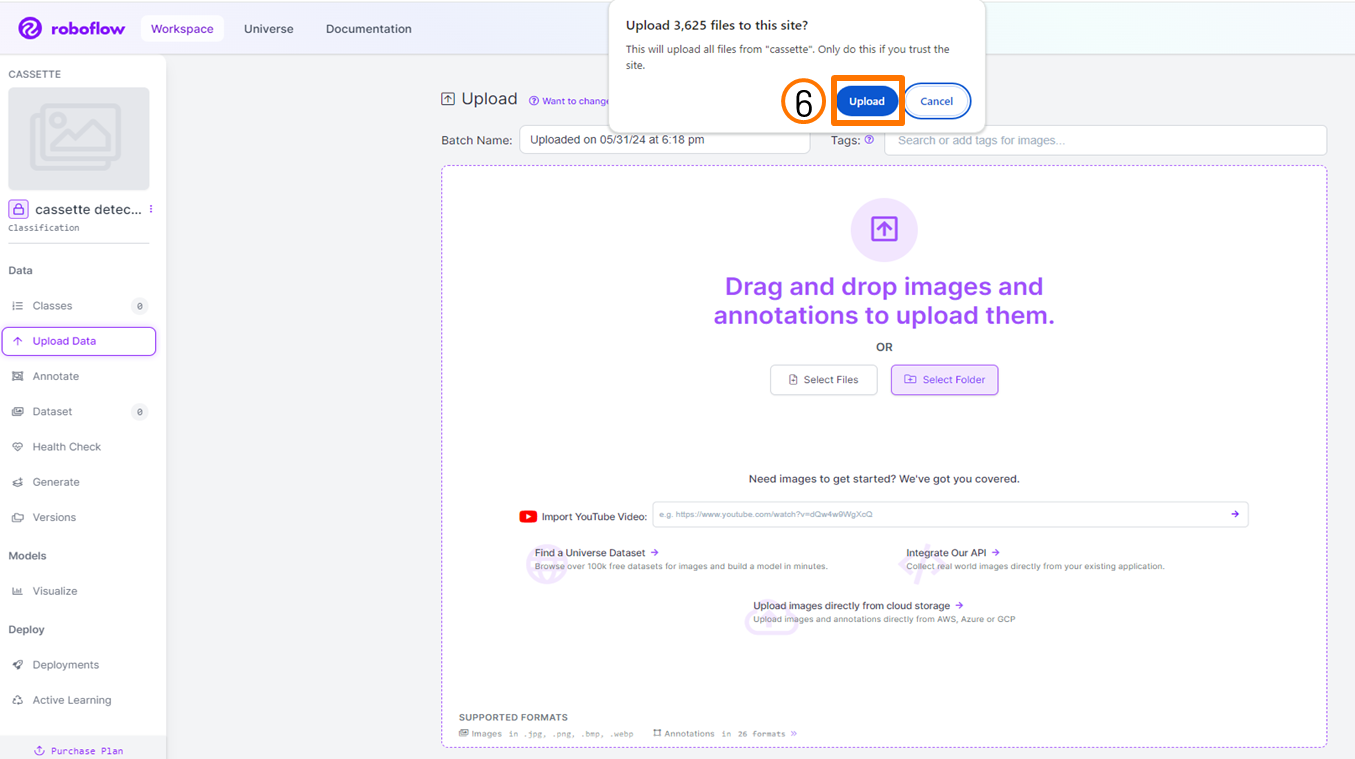 roboflow
Workspace
Universe
Documentation
Upload 3,625 files to this site?
This will upload all files from "cassette". Only do this if you trust the
site.
6
Upload
Cancel
CASSETTE
cassette detec...
Classification
Data
Classes
0
Upload Data
Annotate
Dataset
0
Health Check
Generate
Versions
Models
Visualize
Deploy
Deployments
Active Learning
Purchase Plan
Upload
Want to change
Batch Name:
Uploaded on 05/31/24 at 6:18 pm
Tags:
Search or add tags for images...
Drag and drop images and
annotations to upload them.
OR
Select Files
Select Folder
Need images to get started? We've got you covered.
Import YouTube Video:
e.g. https://www.youtube.com/watch?v=dQw4w9WgXcQ
Find a Universe Dataset
Browse over 100k free datasets for images and build a model in minutes.
Integrate Our API
Collect real world images directly from your existing application.
Upload images directly from cloud storage
Upload images and annotations directly from AWS, Azure or GCP
SUPPORTED FORMATS
Images in .jpg, .png, .bmp, .webp
Annotations in 26 formats »